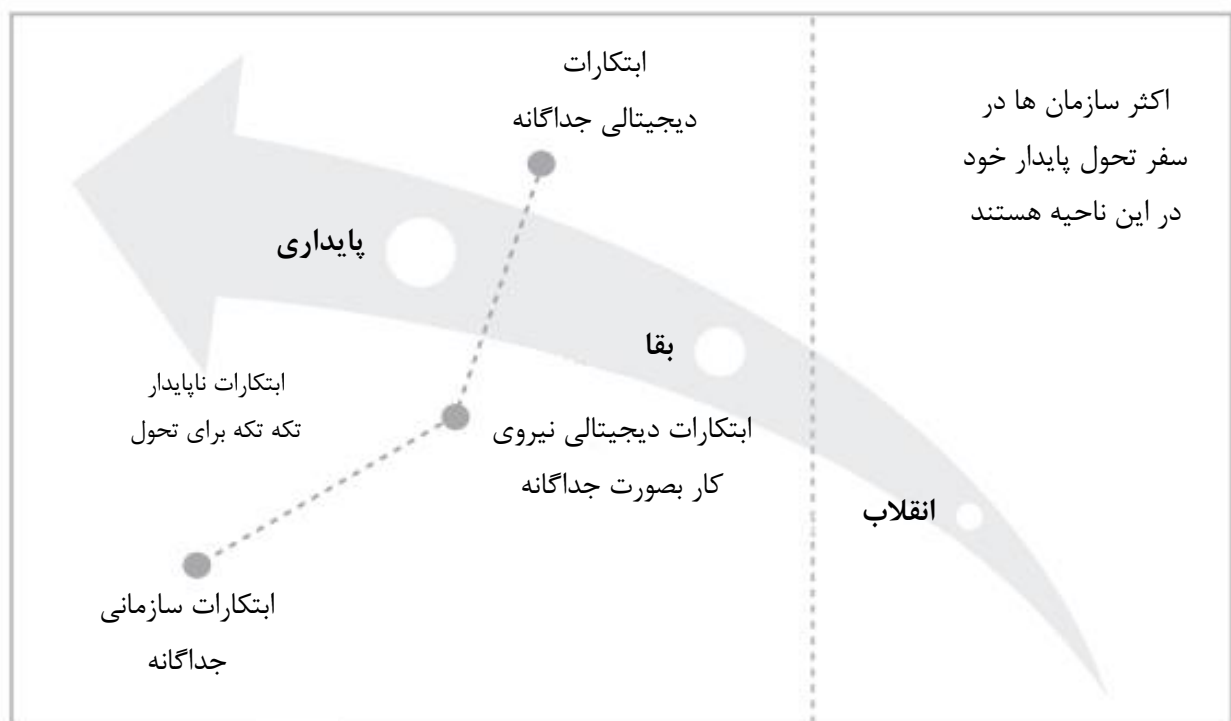 ابتکارات
دیجیتالی جداگانه
اکثر سازمان ها در
سفر تحول پایدار خود
در این ناحیه هستند
پایداری
بقا
ابتکارات ناپایدار
تکه تکه برای تحول
ابتکارات دیجیتالی نیروی
کار بصورت جداگانه
انقلاب
ابتکارات سازمانی
جداگانه